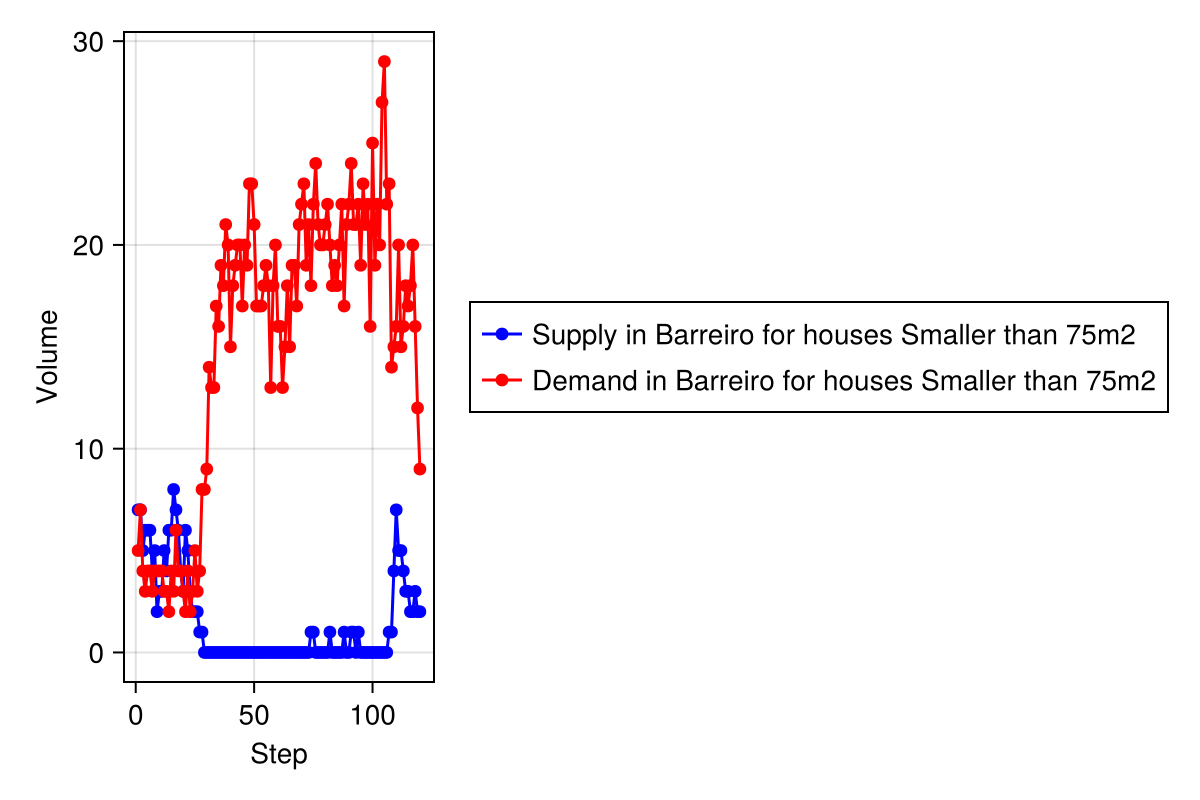 30
20
10
0
Volume
0 50 100
Step
Supply in Barreiro for houses Smaller than 75m2
Demand in Barreiro for houses Smaller than 75m2